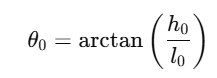 θ₀ = arctan(h₀/l₀)